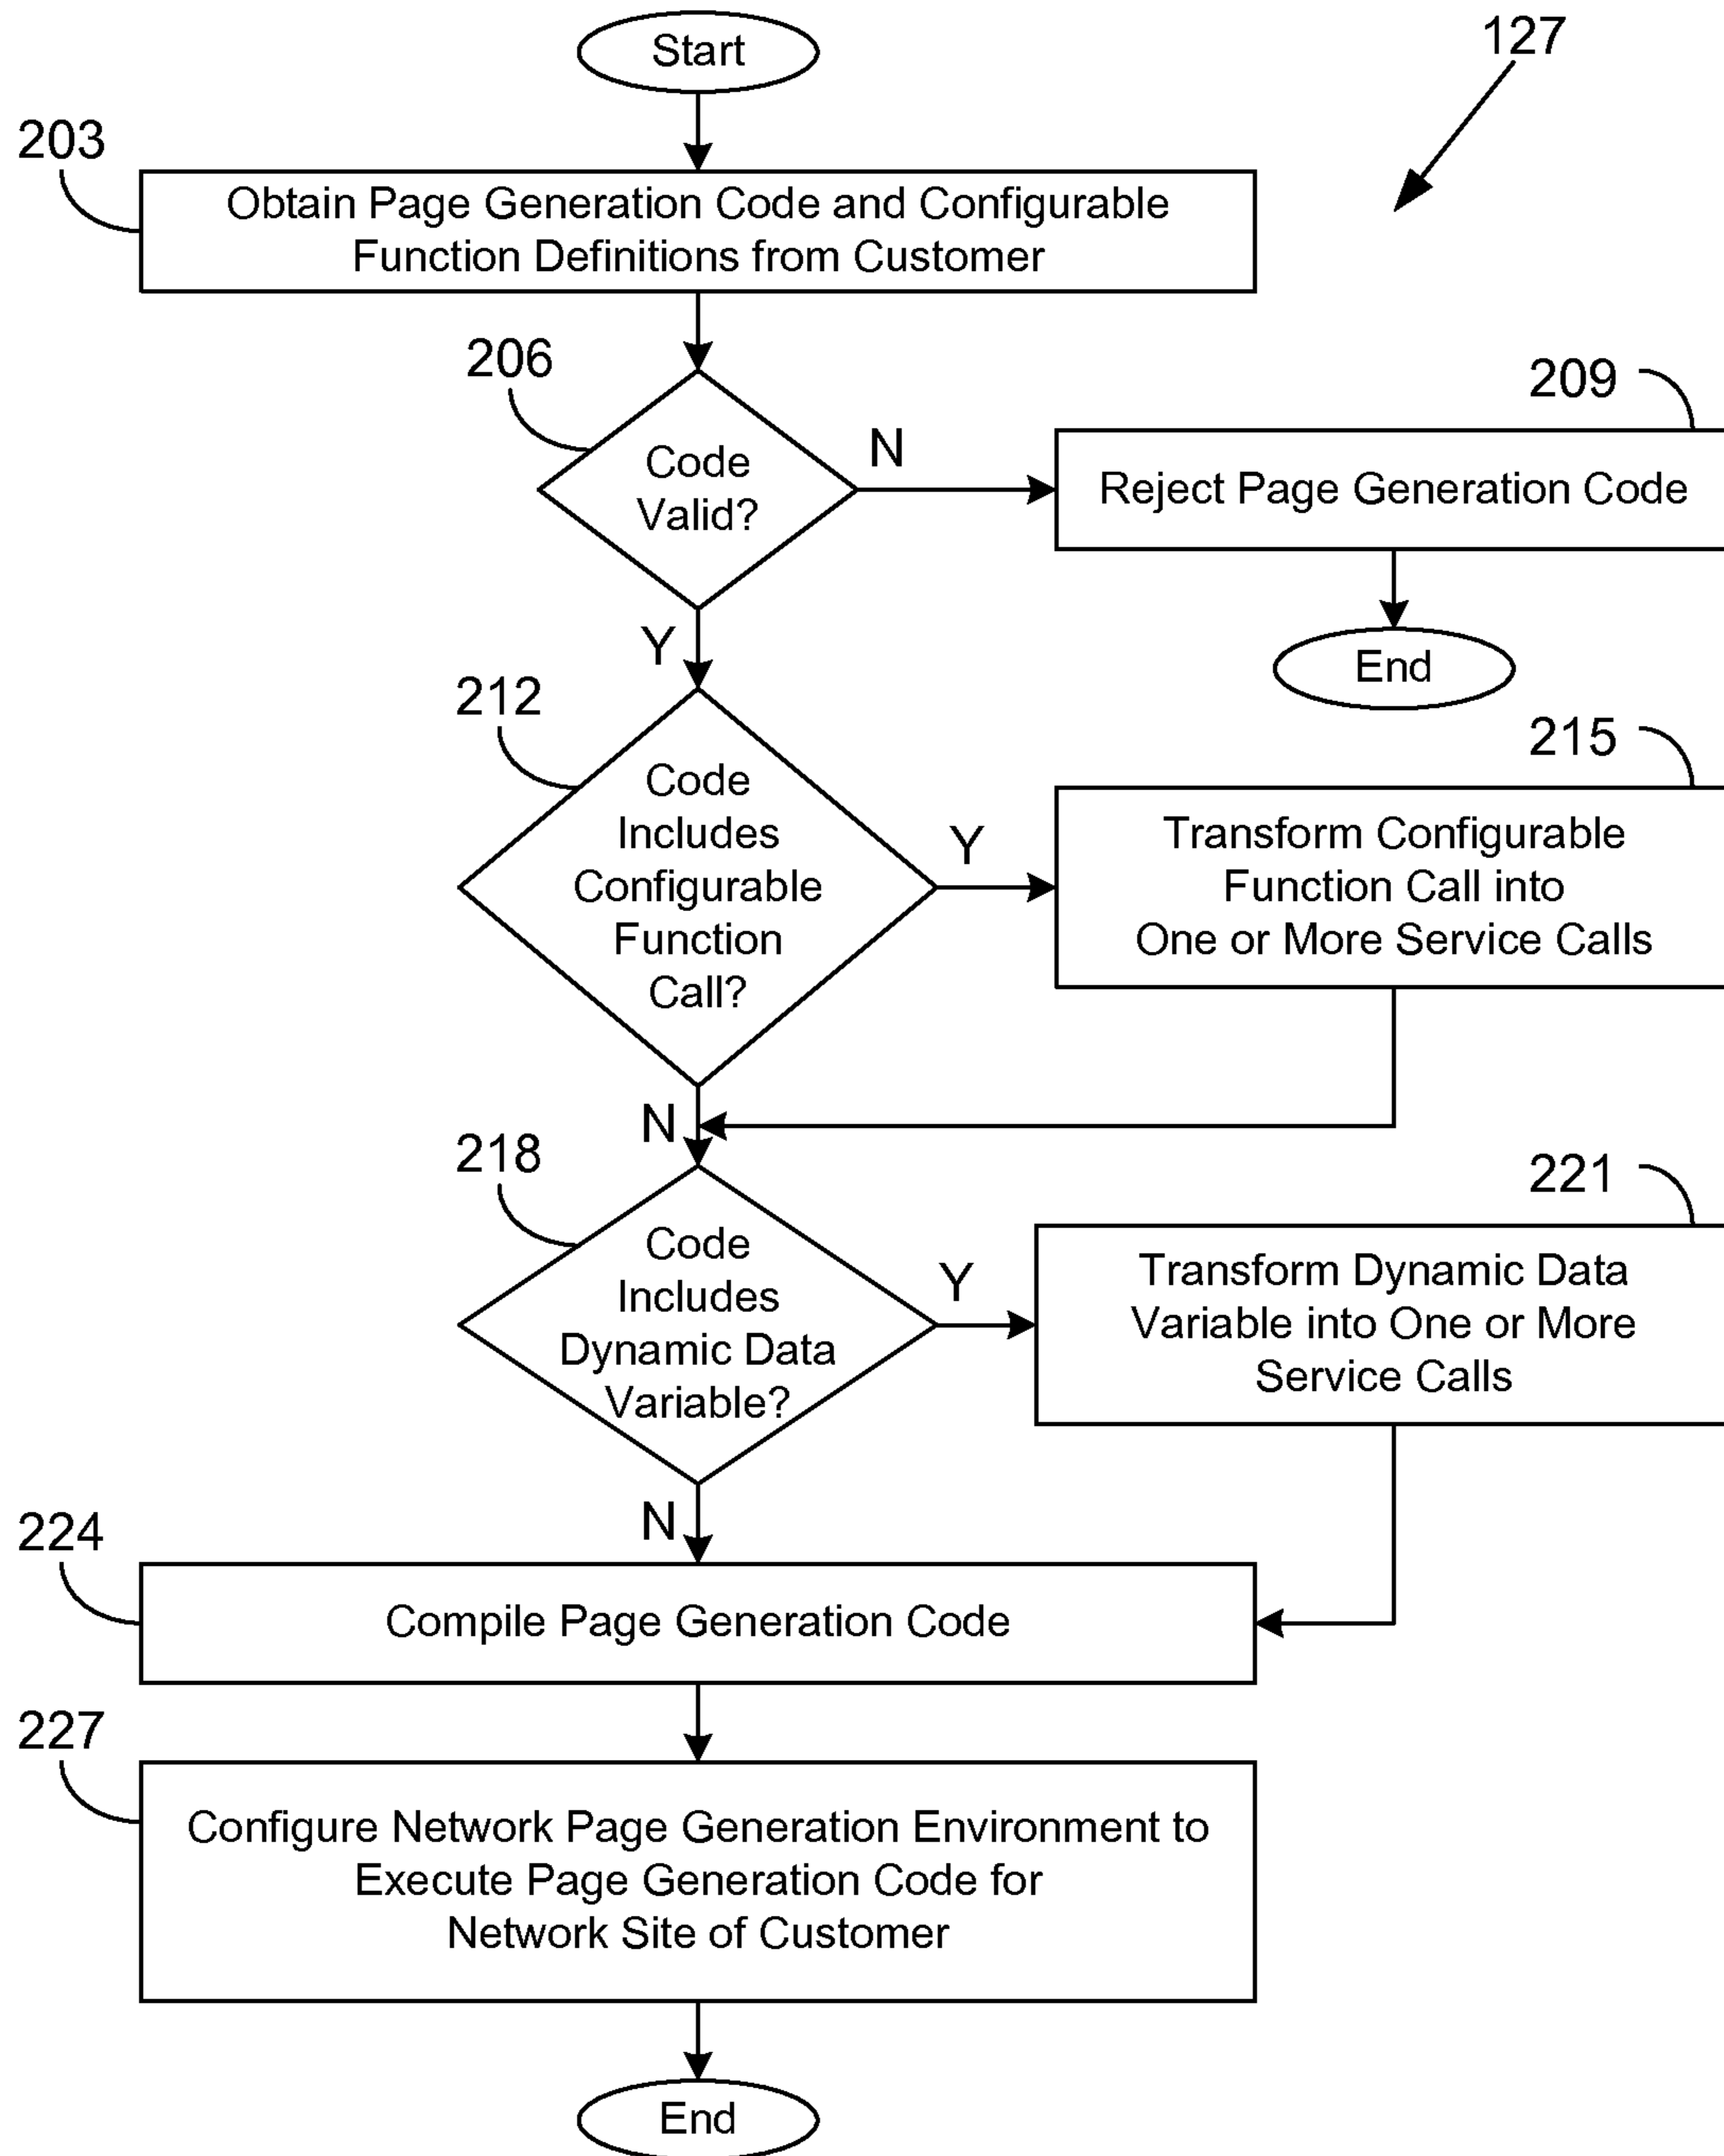 Start
127
203
Obtain Page Generation Code and Configurable
Function Definitions from Customer
206
Code
Valid?
N
209
Reject Page Generation Code
Y
End
212
Code
Includes
Configurable
Function
Call?
Y
215
Transform Configurable
Function Call into
One or More Service Calls
N
218
Code
Includes
Dynamic Data
Variable?
Y
221
Transform Dynamic Data
Variable into One or More
Service Calls
N
224
Compile Page Generation Code
227
Configure Network Page Generation Environment to
Execute Page Generation Code for
Network Site of Customer
End